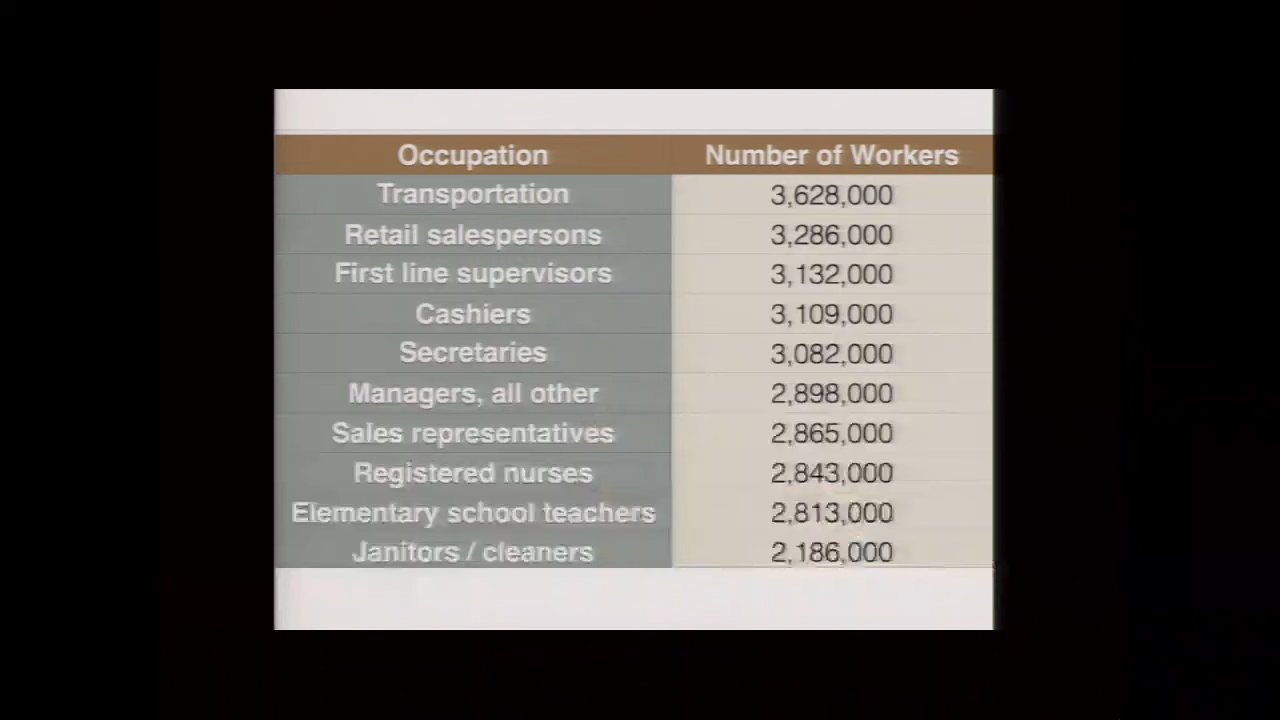 Occupation Number of Workers
Transportation 3,628,000
Retail salespersons 3,286,000
First line supervisors 3,132,000
Cashiers 3,109,000
Secretaries 3,082,000
Managers, all other 2,898,000
Sales representatives 2,865,000
Registered nurses 2,843,000
Elementary school teachers 2,813,000
Janitors / cleaners 2,186,000